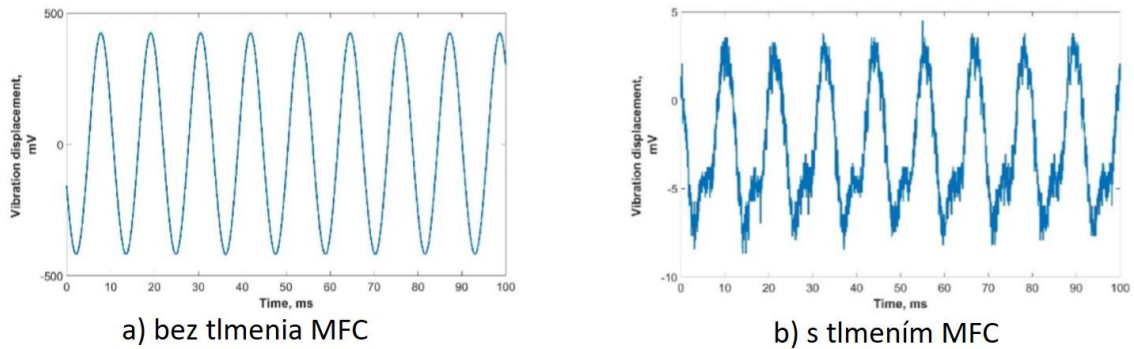 500
0
-500
Vibration displacement,
mV
0 10 20 30 40 50 60 70 80 90 100
Time, ms
a) bez tlmenia MFC
5
0
-5
-10
Vibration displacement,
mV
0 10 20 30 40 50 60 70 80 90 100
Time, ms
b) s tlmením MFC